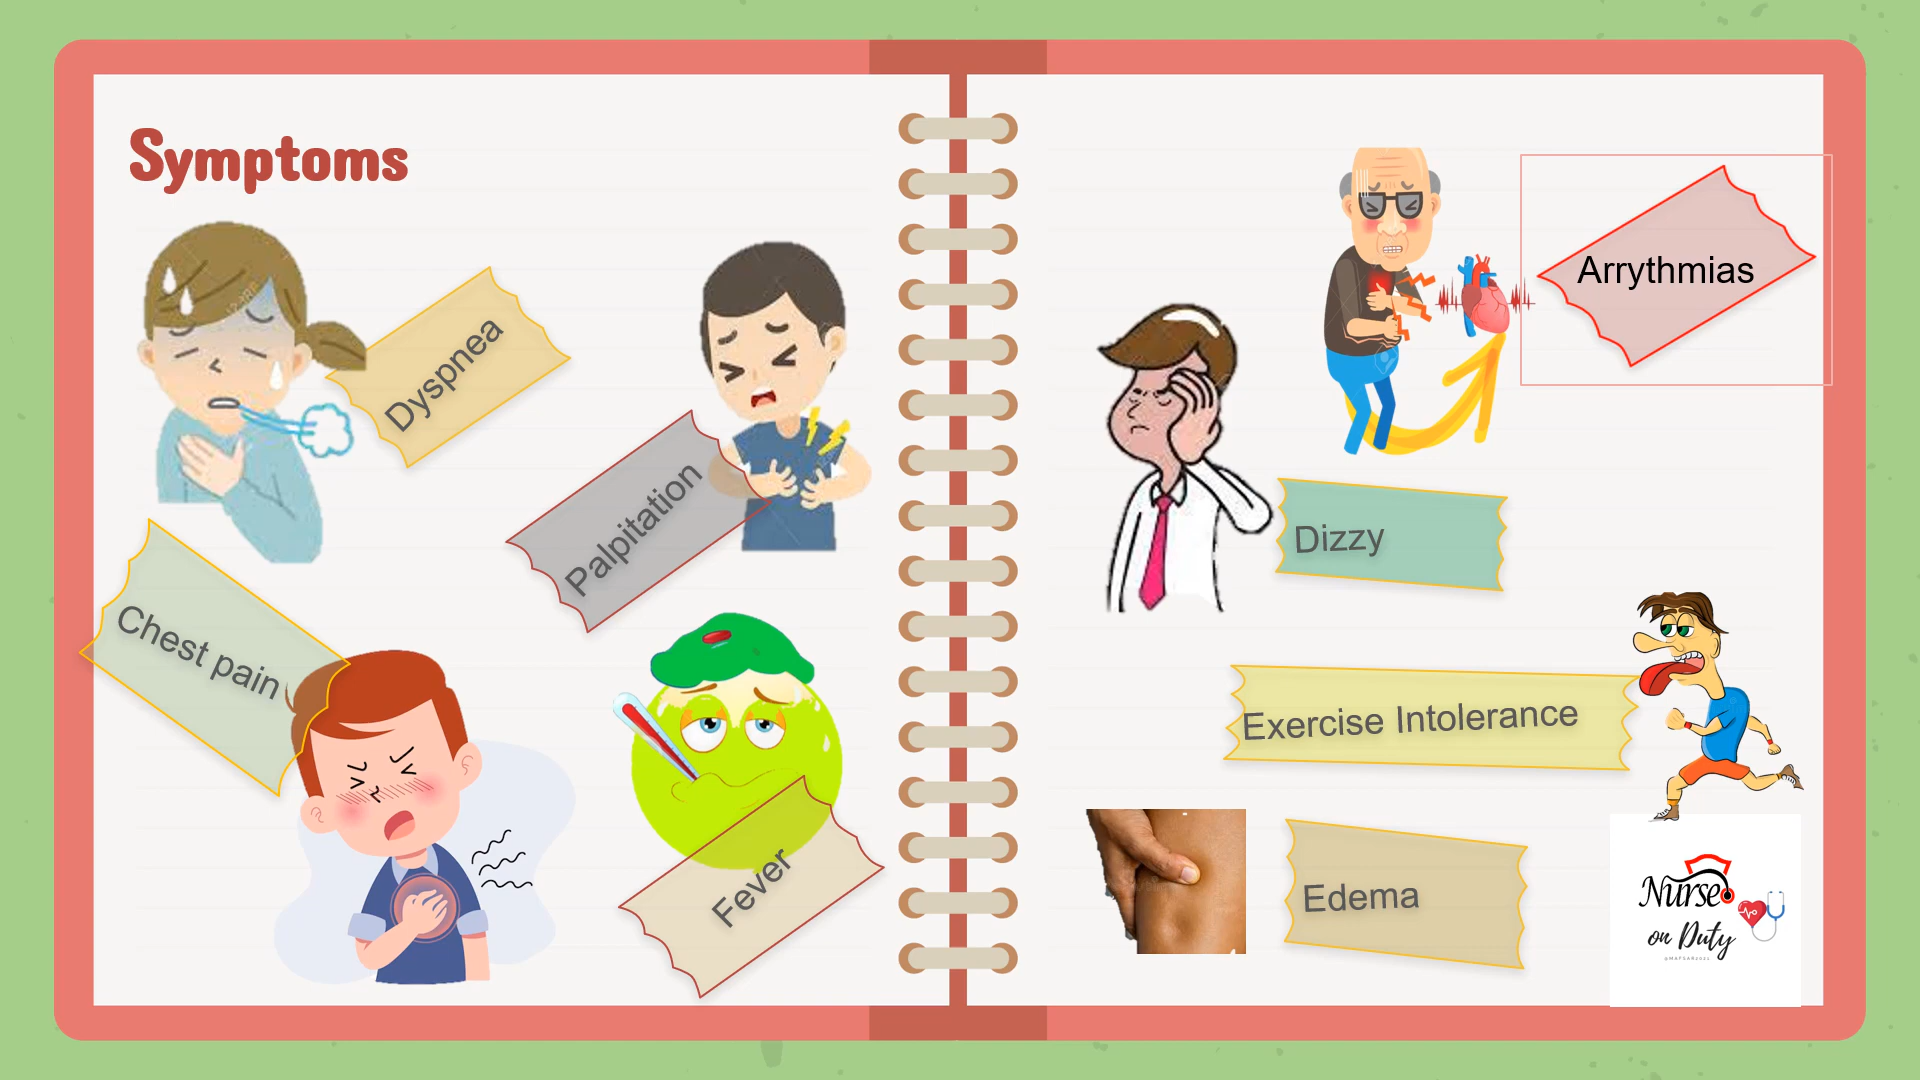 Symptoms
Dyspnea
Palpitation
Chest pain
Fever
Arrythmias
Dizzy
Exercise Intolerance
Edema
Nurse
on Duty